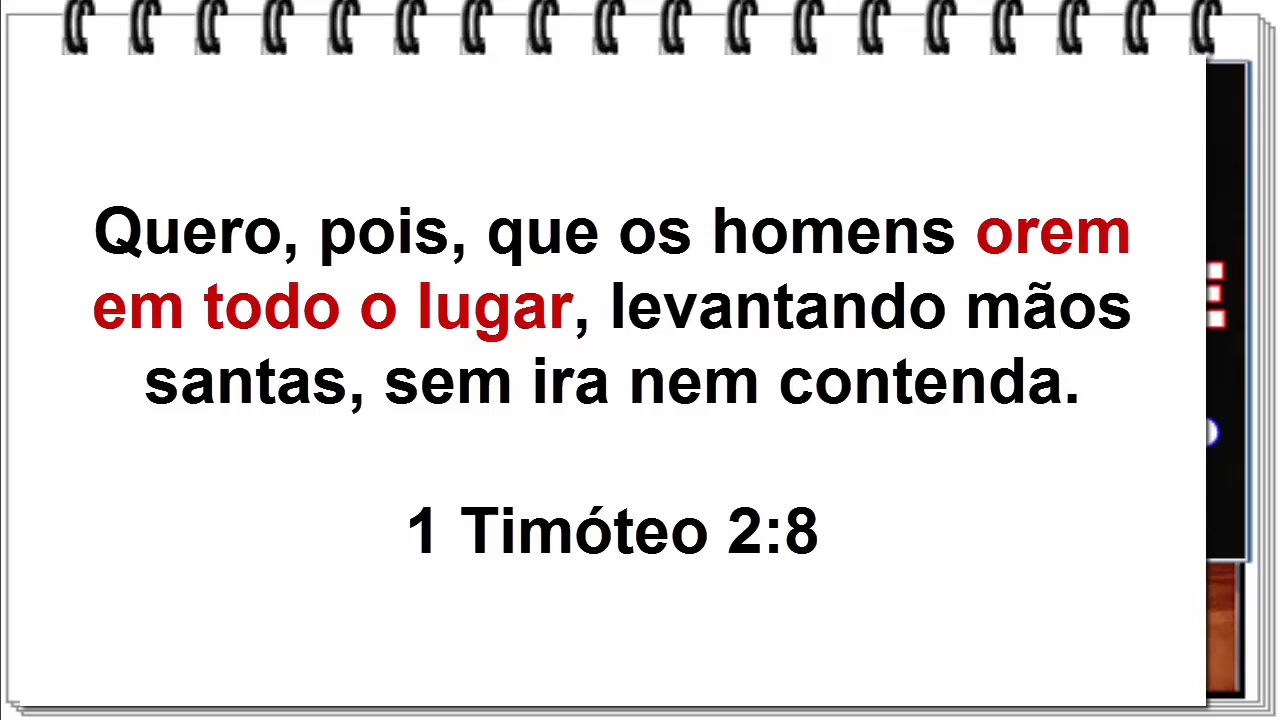 Quero, pois, que os homens orem
em todo o lugar, levantando mãos
santas, sem ira nem contenda.
1 Timóteo 2:8